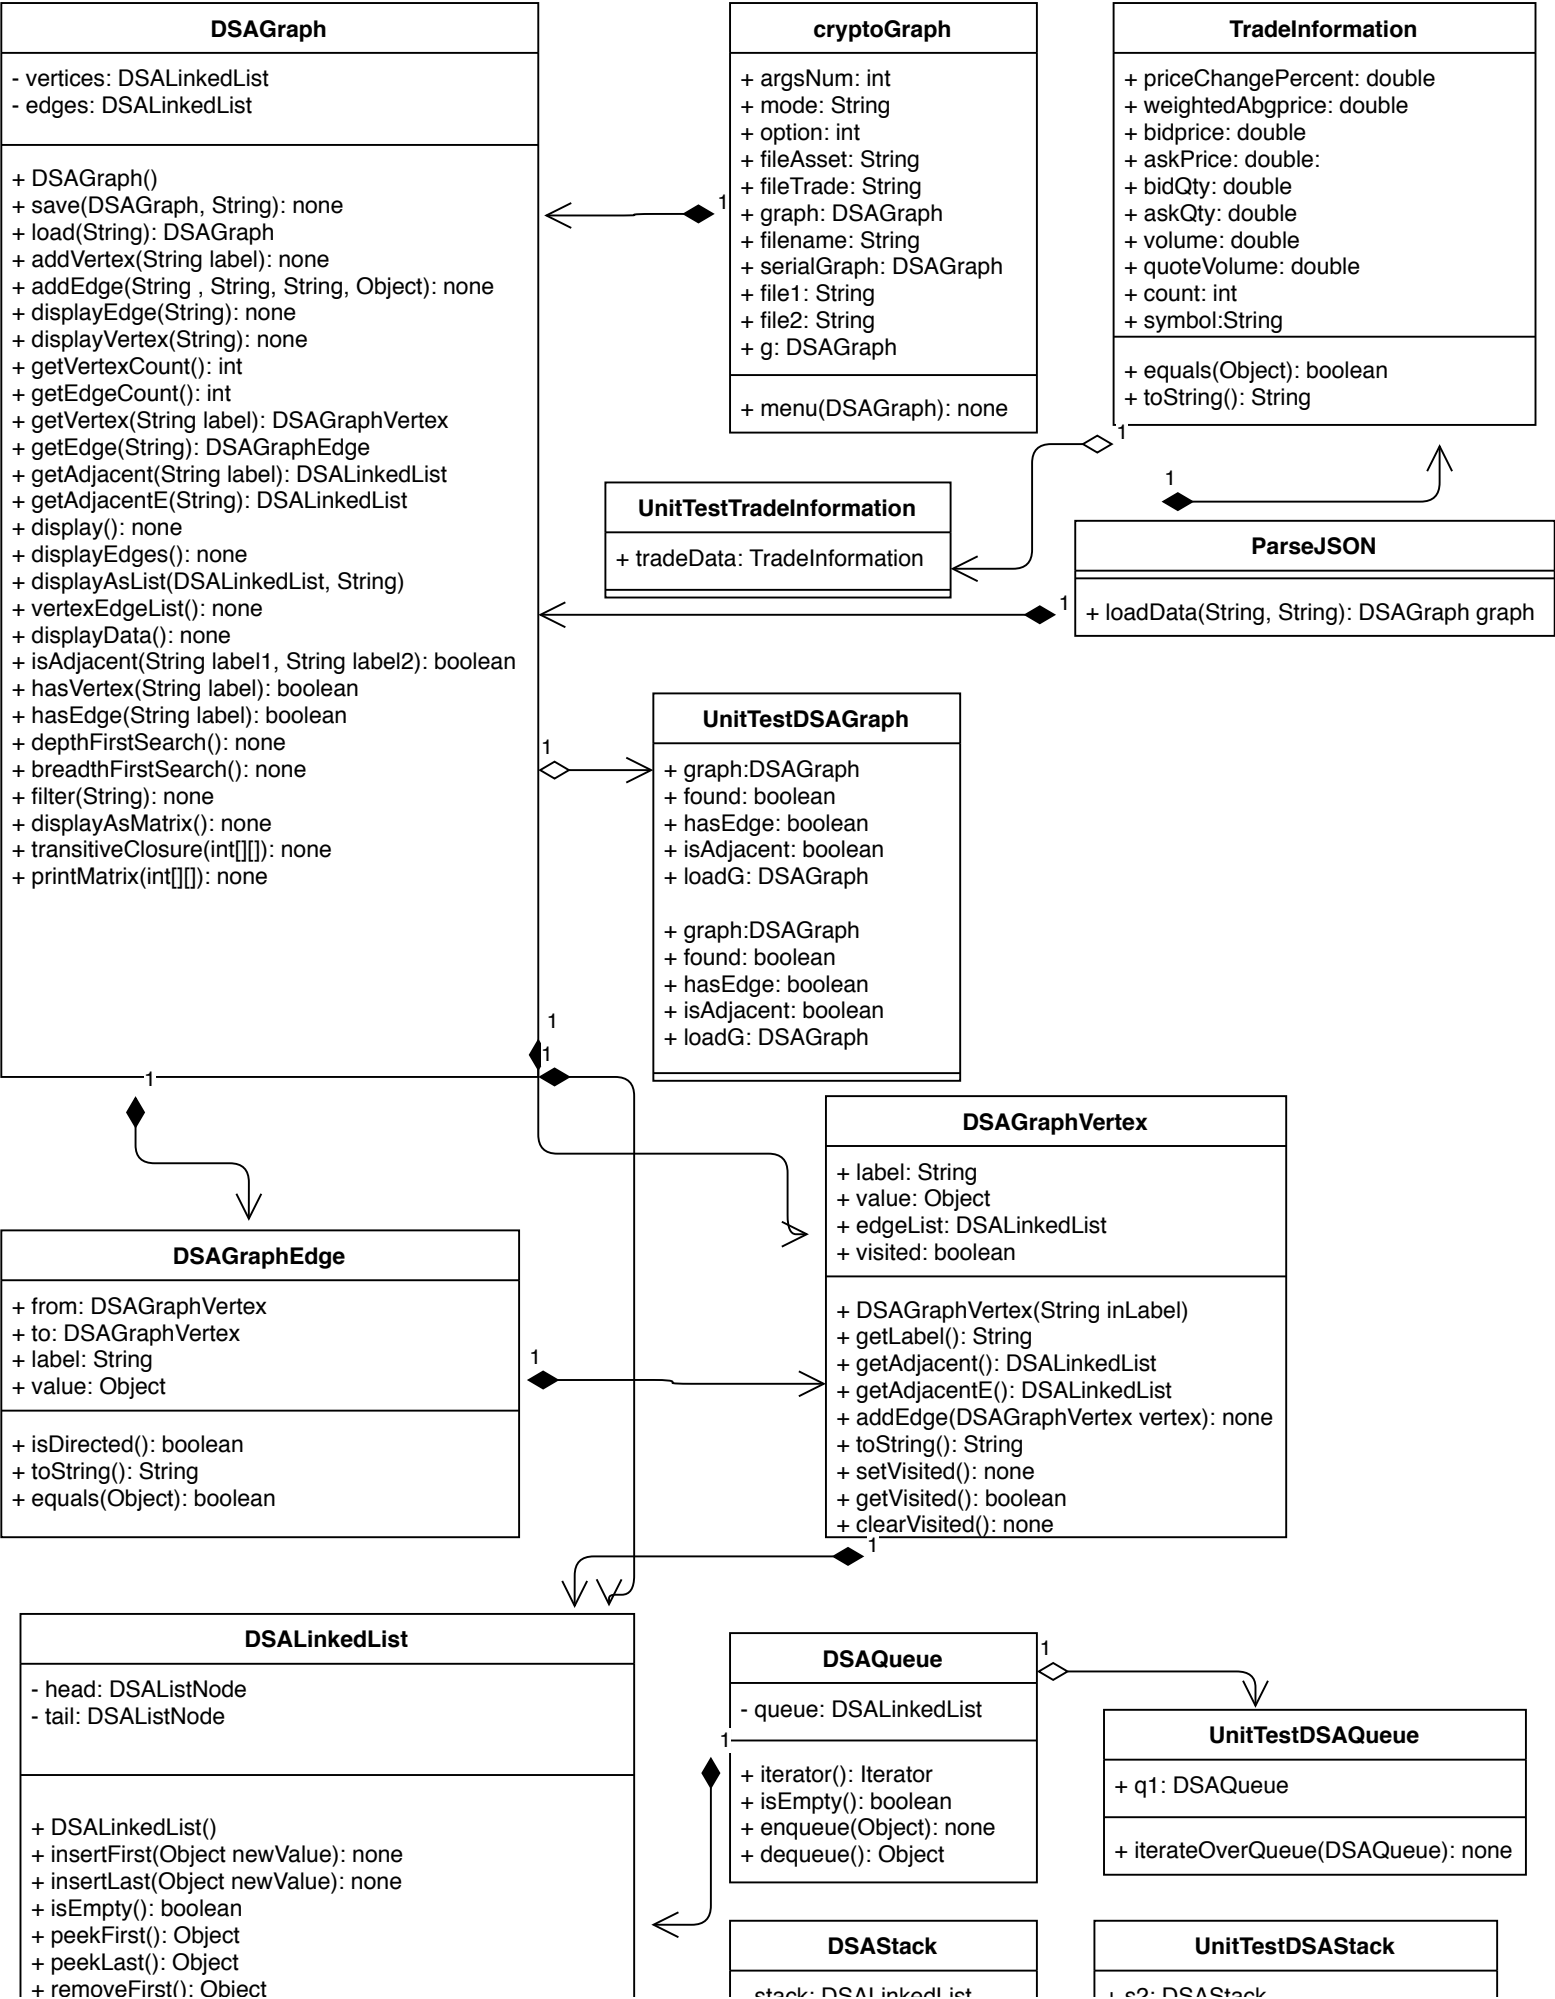 DSAGraph
- vertices: DSALinkedList
- edges: DSALinkedList
+ DSAGraph()
+ save(DSAGraph, String): none
+ load(String): DSAGraph
+ addVertex(String label): none
+ addEdge(String , String, String, Object): none
+ displayEdge(String): none
+ displayVertex(String): none
+ getVertexCount(): int
+ getEdgeCount(): int
+ getVertex(String label): DSAGraphVertex
+ getEdge(String): DSAGraphEdge
+ getAdjacent(String label): DSALinkedList
+ getAdjacentE(String): DSALinkedList
+ display(): none
+ displayEdges(): none
+ displayAsList(DSALinkedList, String)
+ vertexEdgeList(): none
+ displayData(): none
+ isAdjacent(String label1, String label2): boolean
+ hasVertex(String label): boolean
+ hasEdge(String label): boolean
+ depthFirstSearch(): none
+ breadthFirstSearch(): none
+ filter(String): none
+ displayAsMatrix(): none
+ transitiveClosure(int[][]): none
+ printMatrix(int[][]): none
1
cryptoGraph
+ argsNum: int
+ mode: String
+ option: int
+ fileAsset: String
+ fileTrade: String
+ graph: DSAGraph
+ filename: String
+ serialGraph: DSAGraph
+ file1: String
+ file2: String
+ g: DSAGraph
+ menu(DSAGraph): none
TradeInformation
+ priceChangePercent: double
+ weightedAbgprice: double
+ bidprice: double
+ askPrice: double:
+ bidQty: double
+ askQty: double
+ volume: double
+ quoteVolume: double
+ count: int
+ symbol:String
+ equals(Object): boolean
+ toString(): String
1
1
UnitTestTradeInformation
+ tradeData: TradeInformation
ParseJSON
+ loadData(String, String): DSAGraph graph
1
UnitTestDSAGraph
+ graph:DSAGraph
+ found: boolean
+ hasEdge: boolean
+ isAdjacent: boolean
+ loadG: DSAGraph
+ graph:DSAGraph
+ found: boolean
+ hasEdge: boolean
+ isAdjacent: boolean
+ loadG: DSAGraph
1
1
1
1
DSAGraphVertex
+ label: String
+ value: Object
+ edgeList: DSALinkedList
+ visited: boolean
+ DSAGraphVertex(String inLabel)
+ getLabel(): String
+ getAdjacent(): DSALinkedList
+ getAdjacentE(): DSALinkedList
+ addEdge(DSAGraphVertex vertex): none
+ toString(): String
+ setVisited(): none
+ getVisited(): boolean
+ clearVisited(): none
1
DSAGraphEdge
+ from: DSAGraphVertex
+ to: DSAGraphVertex
+ label: String
+ value: Object
+ isDirected(): boolean
+ toString(): String
+ equals(Object): boolean
1
DSALinkedList
- head: DSAListNode
- tail: DSAListNode
+ DSALinkedList()
+ insertFirst(Object newValue): none
+ insertLast(Object newValue): none
+ isEmpty(): boolean
+ peekFirst(): Object
+ peekLast(): Object
+ removeFirst(): Object
DSAQueue
- queue: DSALinkedList
+ iterator(): Iterator
+ isEmpty(): boolean
+ enqueue(Object): none
+ dequeue(): Object
1
1
UnitTestDSAQueue
+ q1: DSAQueue
+ iterateOverQueue(DSAQueue): none
DSAStack
stack: DSALinkedList
UnitTestDSAStack
+ s2: DSAStack